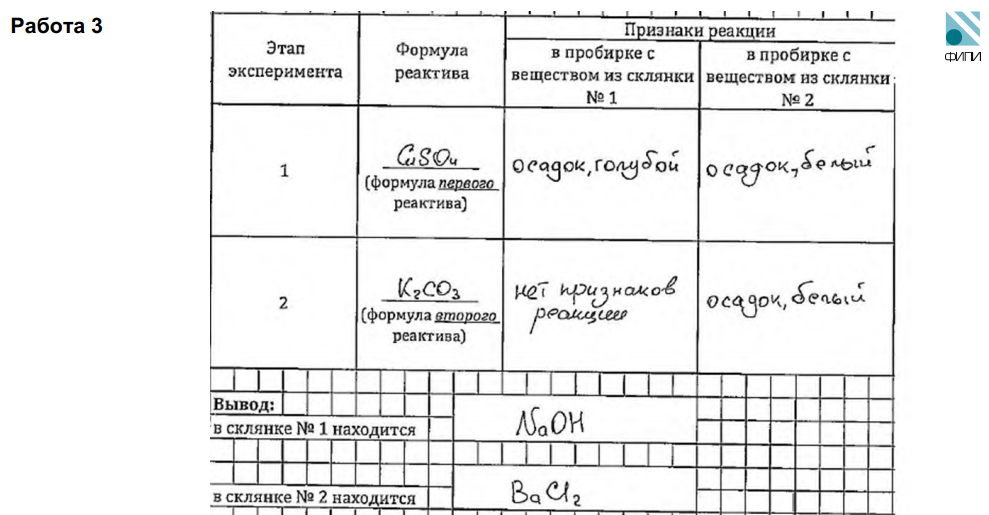 Работа 3
ФИПИ
Этап
эксперимента
Формула
реактива
Признаки реакции
в пробирке с
веществом из склянки
№ 1
в пробирке с
веществом из склянки
№ 2
1
CuSO4
(формула первого
реактива)
осадок, голубой
осадок, белый
2
K2CO3
(формула второго
реактива)
нет признаков
реакции
осадок, белый
Вывод:
в склянке № 1 находится
NaOH
в склянке № 2 находится
BaCl2